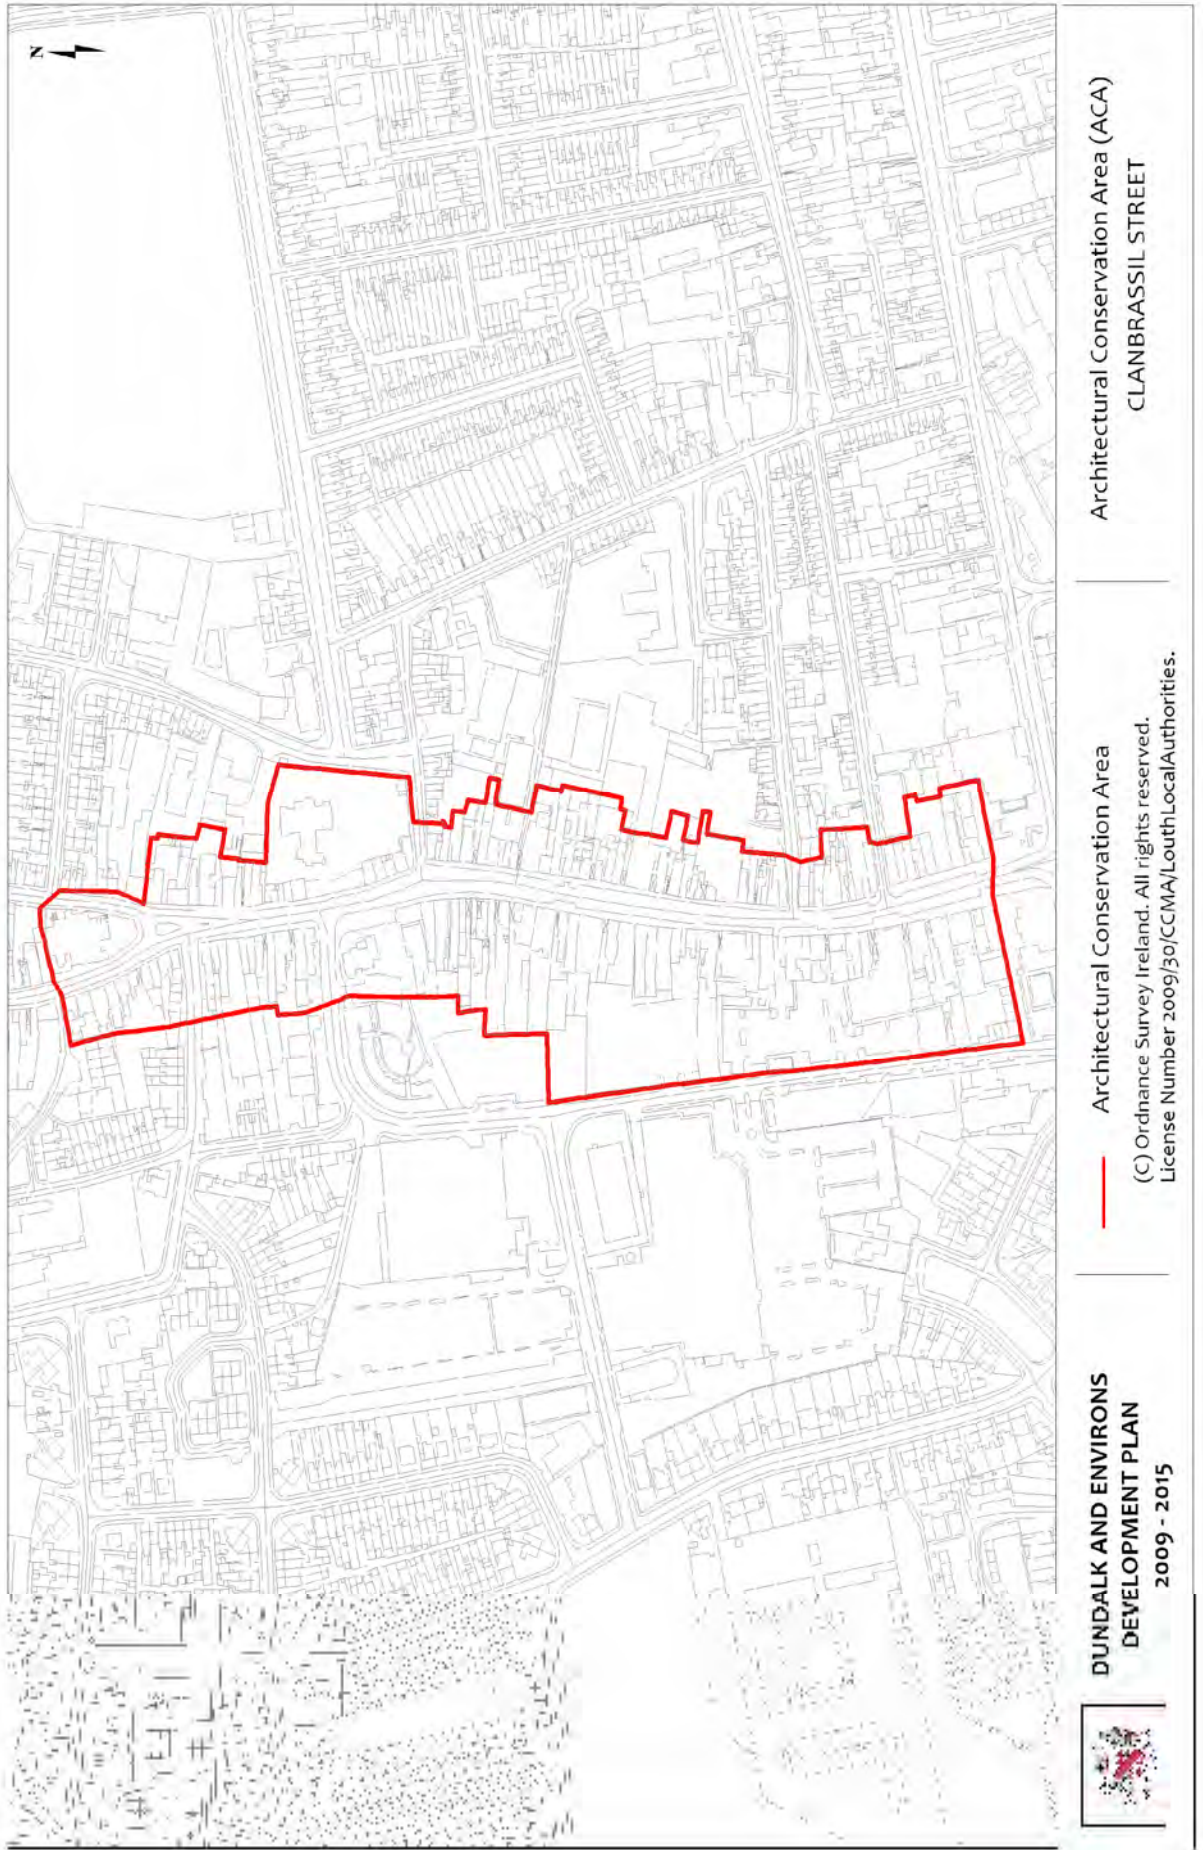 N
DUNDALK AND ENVIRONS
DEVELOPMENT PLAN
2009 - 2015
Architectural Conservation Area
(C) Ordnance Survey Ireland. All rights reserved.
License Number 2009/30/CCMA/LouthLocalAuthorities.
Architectural Conservation Area (ACA)
CLANBRASSIL STREET